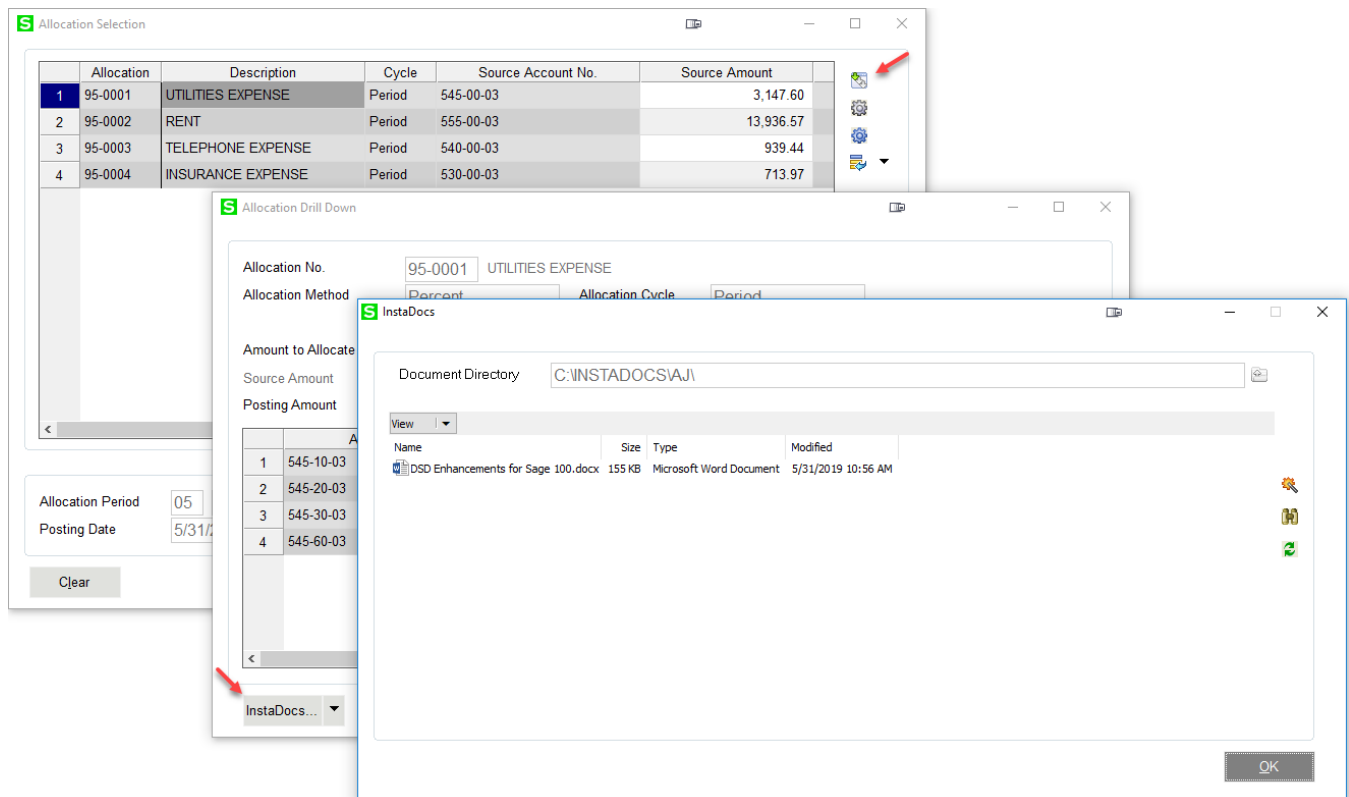 S Allocation Selection
Allocation Description Cycle Source Account No. Source Amount
1 95-0001 UTILITIES EXPENSE Period 545-00-03 3,147.60
2 95-0002 RENT Period 555-00-03 13,936.57
3 95-0003 TELEPHONE EXPENSE Period 540-00-03 939.44
4 95-0004 INSURANCE EXPENSE Period 530-00-03 713.97
Allocation Period 05
Posting Date 5/31/
Clear
S Allocation Drill Down
Allocation No. 95-0001 UTILITIES EXPENSE
Allocation Method Percent Allocation Cycle Period
Amount to Allocate
Source Amount
Posting Amount
A
1 545-10-03
2 545-20-03
3 545-30-03
4 545-60-03
InstaDocs...
S InstaDocs
Document Directory C:\INSTADOCS\AJ\
View
Name Size Type Modified
DSD Enhancements for Sage 100.docx 155 KB Microsoft Word Document 5/31/2019 10:56 AM
OK